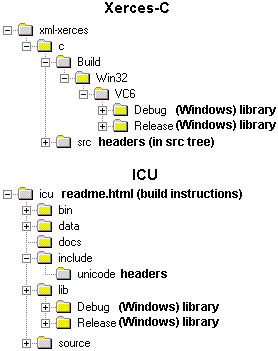 Xerces-C
xml-xerces
c
Build
Win32
VC6
Debug (Windows) library
Release (Windows) library
src headers (in src tree)
ICU
icu readme.html (build instructions)
bin
data
docs
include
unicode headers
lib
Debug (Windows) library
Release (Windows) library
source